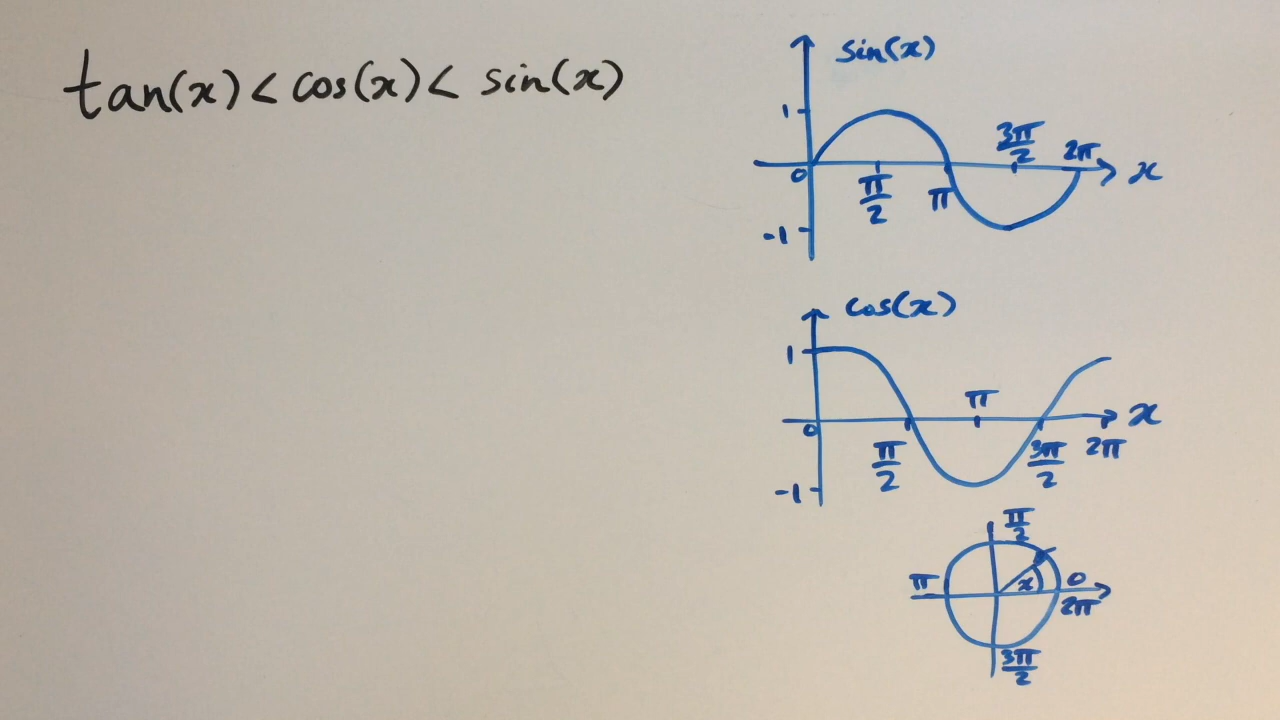 tan(x) < cos(x) < sin(x)
sin(x)
1
3π/2
2π
0
x
π/2
π
-1
cos(x)
1
π
x
0
π/2
3π/2
2π
-1
π/2
π
x
0
2π
3π/2